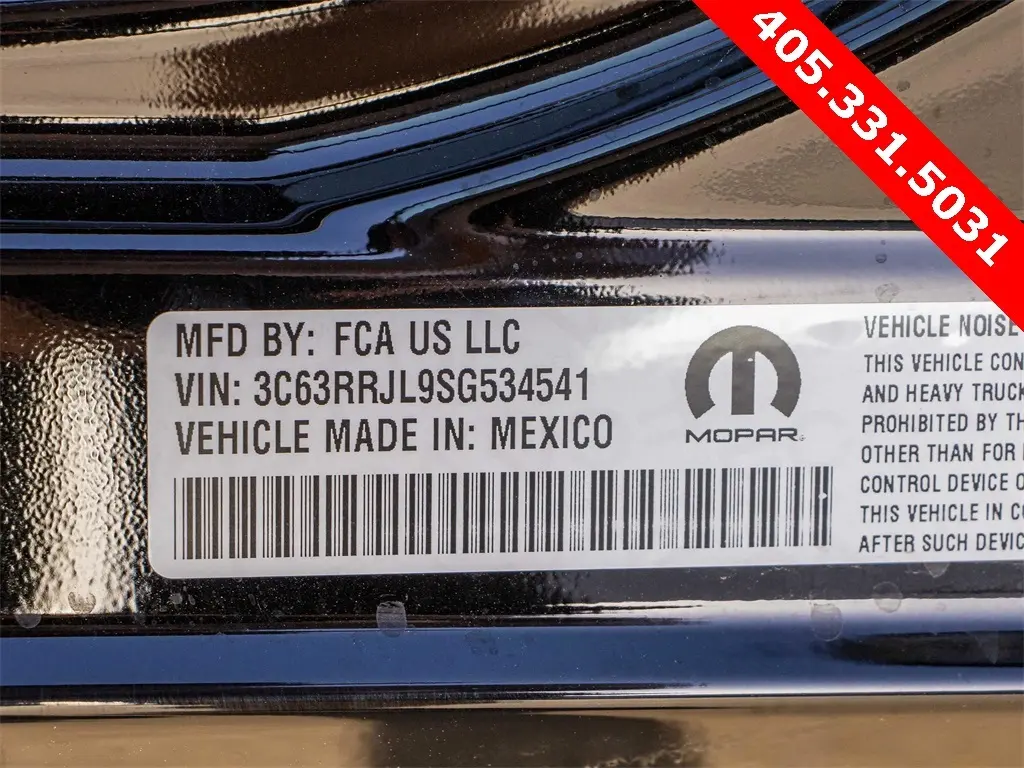 405.331.5031
MFD BY: FCA US LLC
VIN: 3C63RRJL9SG534541
VEHICLE MADE IN: MEXICO
MOPAR
VEHICLE NOISE
THIS VEHICLE CON
AND HEAVY TRUCK
PROHIBITED BY TH
OTHER THAN FOR
CONTROL DEVICE O
THIS VEHICLE IN CO
AFTER SUCH DEVIC